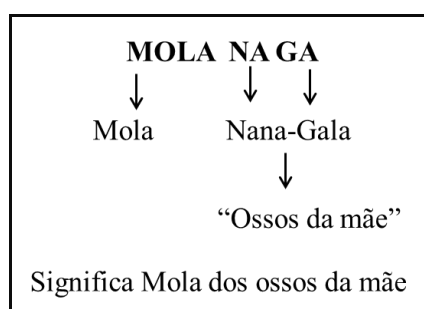 MOLA NA GA
Mola Nana-Gala
“Ossos da mãe”
Significa Mola dos ossos da mãe